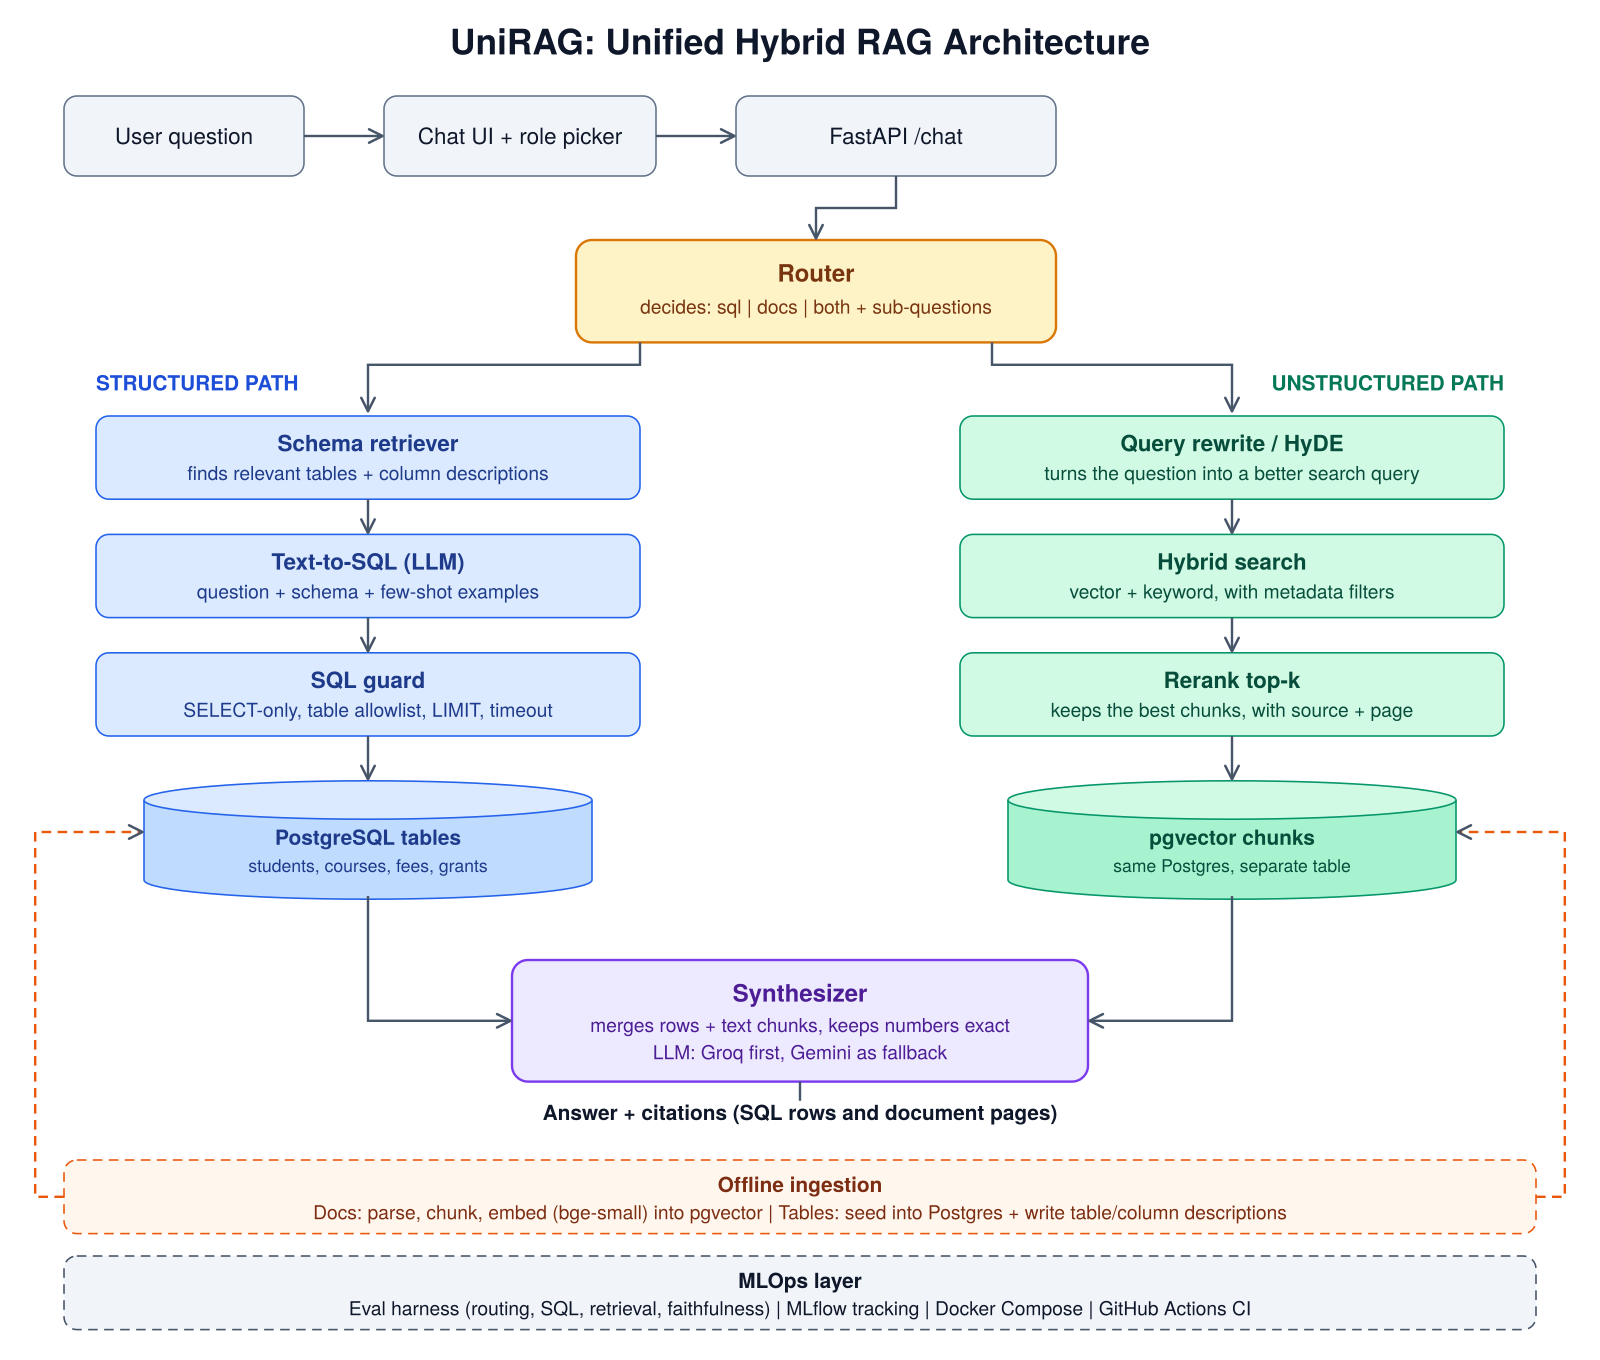 UniRAG: Unified Hybrid RAG Architecture
User question
Chat UI + role picker
FastAPI /chat
Router
decides: sql | docs | both + sub-questions
STRUCTURED PATH
UNSTRUCTURED PATH
Schema retriever
finds relevant tables + column descriptions
Query rewrite / HyDE
turns the question into a better search query
Text-to-SQL (LLM)
question + schema + few-shot examples
Hybrid search
vector + keyword, with metadata filters
SQL guard
SELECT-only, table allowlist, LIMIT, timeout
Rerank top-k
keeps the best chunks, with source + page
PostgreSQL tables
students, courses, fees, grants
pgvector chunks
same Postgres, separate table
Synthesizer
merges rows + text chunks, keeps numbers exact
LLM: Groq first, Gemini as fallback
Answer + citations (SQL rows and document pages)
Offline ingestion
Docs: parse, chunk, embed (bge-small) into pgvector | Tables: seed into Postgres + write table/column descriptions
MLOps layer
Eval harness (routing, SQL, retrieval, faithfulness) | MLflow tracking | Docker Compose | GitHub Actions CI